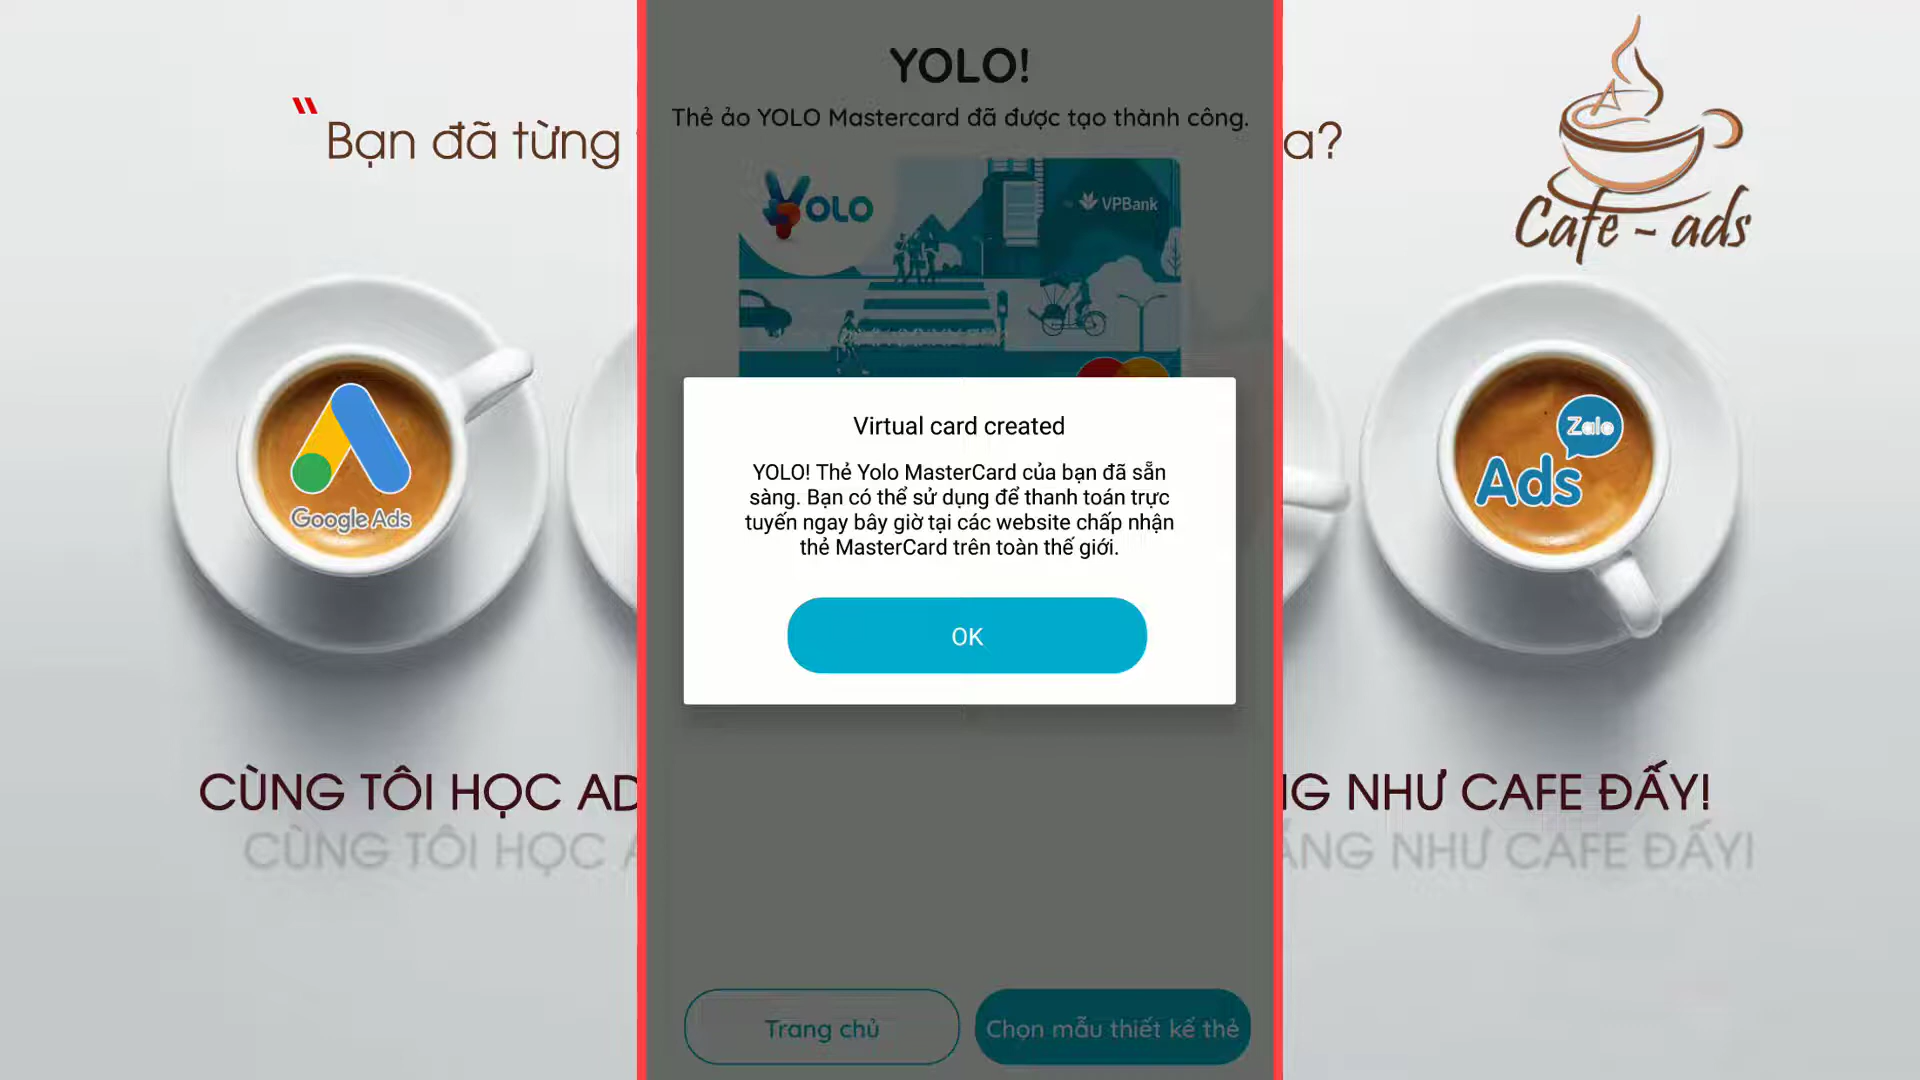 YOLO!
Thẻ ảo YOLO Mastercard đã được tạo thành công.
“Bạn đã từng
a?
YOLO
VPBank
Cafe - ads
Google Ads
Zalo
Ads
Virtual card created
YOLO! Thẻ Yolo MasterCard của bạn đã sẵn
sàng. Bạn có thể sử dụng để thanh toán trực
tuyến ngay bây giờ tại các website chấp nhận
thẻ MasterCard trên toàn thế giới.
OK
CÙNG TÔI HỌC AD
NG NHƯ CAFE ĐẤY!
CÙNG TÔI HỌC A
ẮNG NHƯ CAFE ĐẤY!
Trang chủ
Chọn mẫu thiết kế thẻ